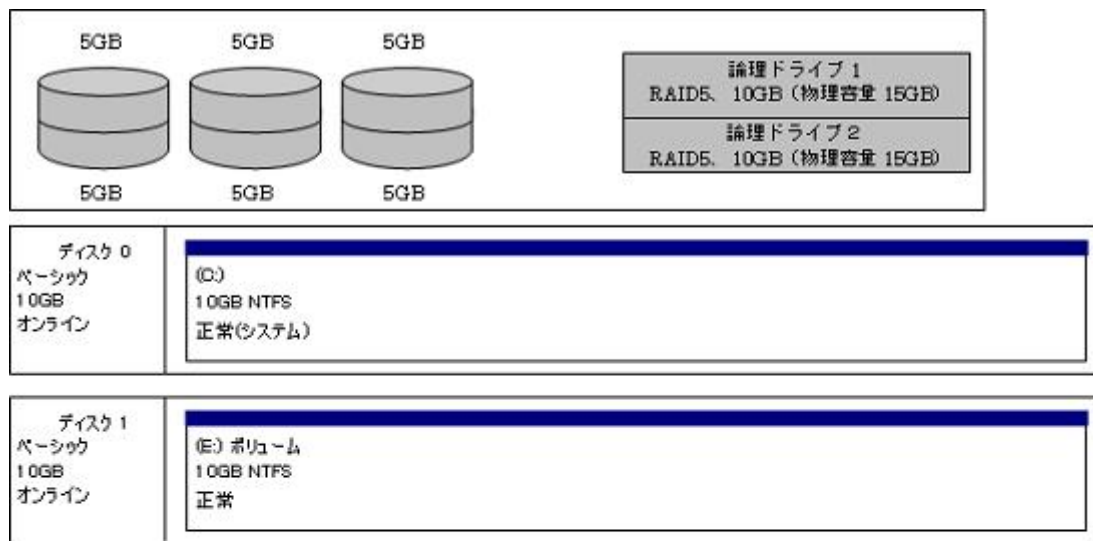 5GB 5GB 5GB
論理ドライブ 1
RAID5、 10GB（物理容量 15GB）
論理ドライブ 2
RAID5、 10GB（物理容量 15GB）
5GB 5GB 5GB
ディスク 0
ベーシック
10GB
オンライン
(C:)
10GB NTFS
正常(システム)
ディスク 1
ベーシック
10GB
オンライン
(E:) ボリューム
10GB NTFS
正常